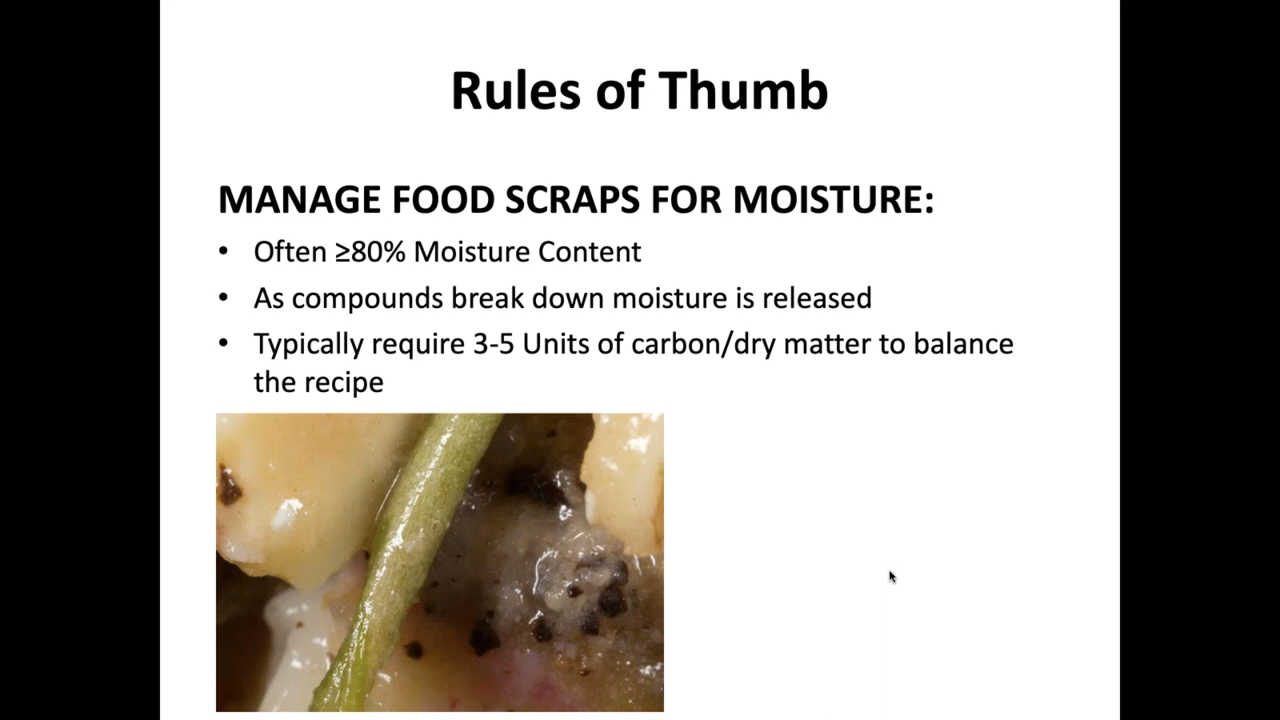 Rules of Thumb
MANAGE FOOD SCRAPS FOR MOISTURE:
• Often ≥80% Moisture Content
• As compounds break down moisture is released
• Typically require 3-5 Units of carbon/dry matter to balance
the recipe